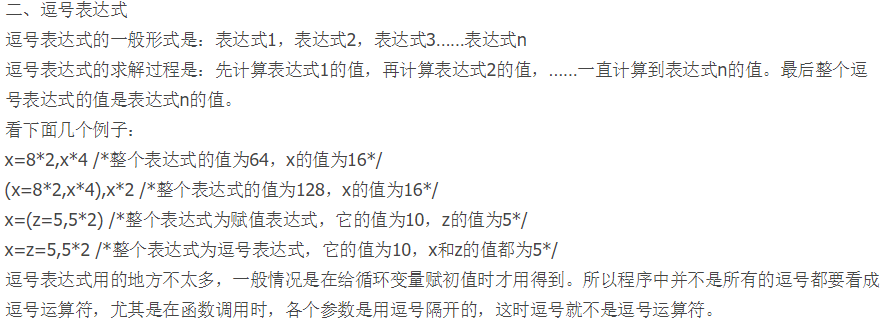 二、逗号表达式
逗号表达式的一般形式是：表达式1，表达式2，表达式3……表达式n
逗号表达式的求解过程是：先计算表达式1的值，再计算表达式2的值，……一直计算到表达式n的值。最后整个逗
号表达式的值是表达式n的值。
看下面几个例子：
x=8*2,x*4 /*整个表达式的值为64，x的值为16*/
(x=8*2,x*4),x*2 /*整个表达式的值为128，x的值为16*/
x=(z=5,5*2) /*整个表达式为赋值表达式，它的值为10，z的值为5*/
x=z=5,5*2 /*整个表达式为逗号表达式，它的值为10，x和z的值都为5*/
逗号表达式用的地方不太多，一般情况是在给循环变量赋初值时才用得到。所以程序中并不是所有的逗号都要看成
逗号运算符，尤其是在函数调用时，各个参数是用逗号隔开的，这时逗号就不是逗号运算符。